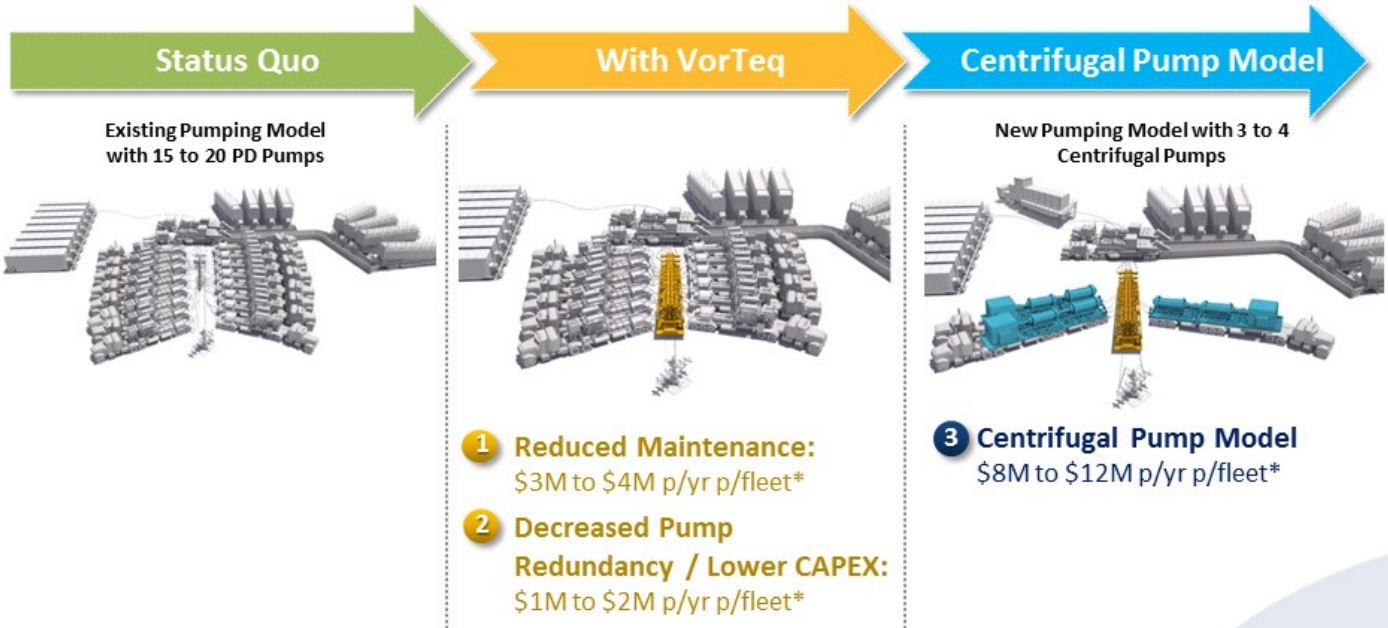 Status Quo
With VorTeq
Centrifugal Pump Model
Existing Pumping Model
with 15 to 20 PD Pumps
New Pumping Model with 3 to 4
Centrifugal Pumps
1 Reduced Maintenance:
$3M to $4M p/yr p/fleet*
2 Decreased Pump
Redundancy / Lower CAPEX:
$1M to $2M p/yr p/fleet*
3 Centrifugal Pump Model
$8M to $12M p/yr p/fleet*